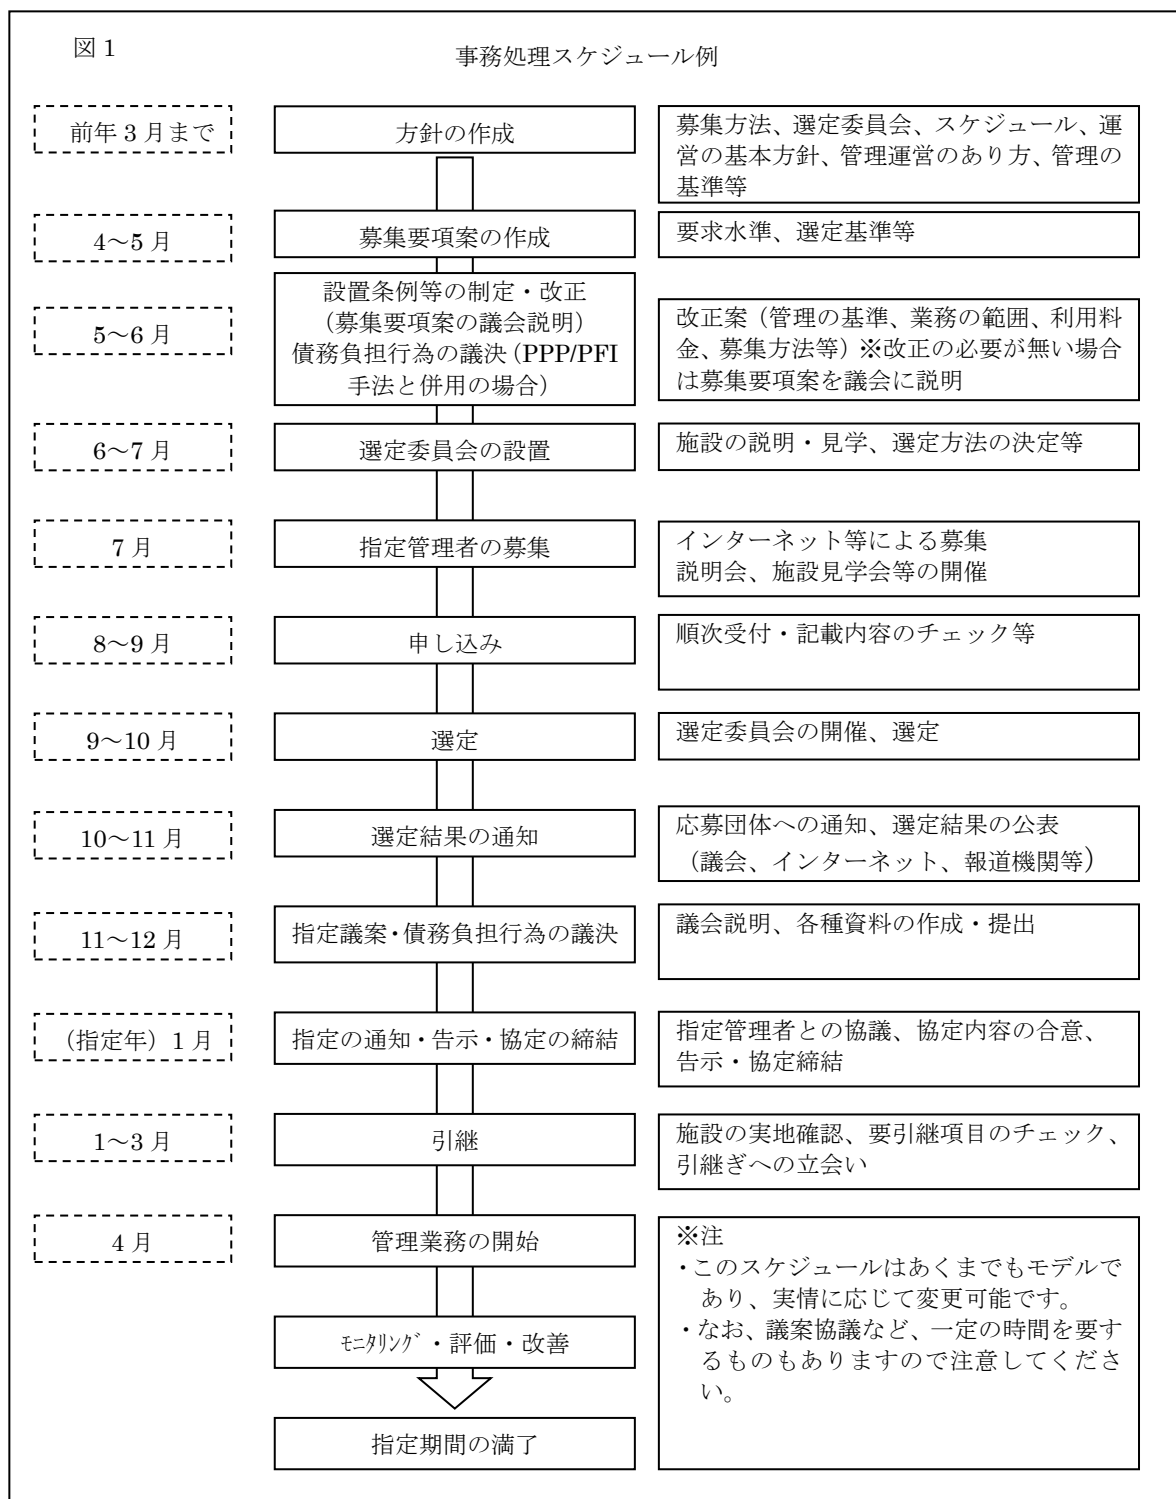 図 1
事務処理スケジュール例
前年 3 月まで
方針の作成
募集方法、選定委員会、スケジュール、運
営の基本方針、管理運営のあり方、管理の
基準等
4～5 月
募集要項案の作成
要求水準、選定基準等
5～6 月
設置条例等の制定・改正
（募集要項案の議会説明）
債務負担行為の議決（PPP/PFI
手法と併用の場合）
改正案（管理の基準、業務の範囲、利用料
金、募集方法等）※改正の必要が無い場合
は募集要項案を議会に説明
6～7 月
選定委員会の設置
施設の説明・見学、選定方法の決定等
7 月
指定管理者の募集
インターネット等による募集
説明会、施設見学会等の開催
8～9 月
申し込み
順次受付・記載内容のチェック等
9～10 月
選定
選定委員会の開催、選定
10～11 月
選定結果の通知
応募団体への通知、選定結果の公表
（議会、インターネット、報道機関等）
11～12 月
指定議案・債務負担行為の議決
議会説明、各種資料の作成・提出
（指定年）1 月
指定の通知・告示・協定の締結
指定管理者との協議、協定内容の合意、
告示・協定締結
1～3 月
引継
施設の実地確認、要引継項目のチェック、
引継ぎへの立会い
4 月
管理業務の開始
※注
・このスケジュールはあくまでもモデルで
あり、実情に応じて変更可能です。
・なお、議案協議など、一定の時間を要す
るものもありますので注意してくださ
い。
ﾓﾆﾀﾘﾝｸﾞ・評価・改善
指定期間の満了